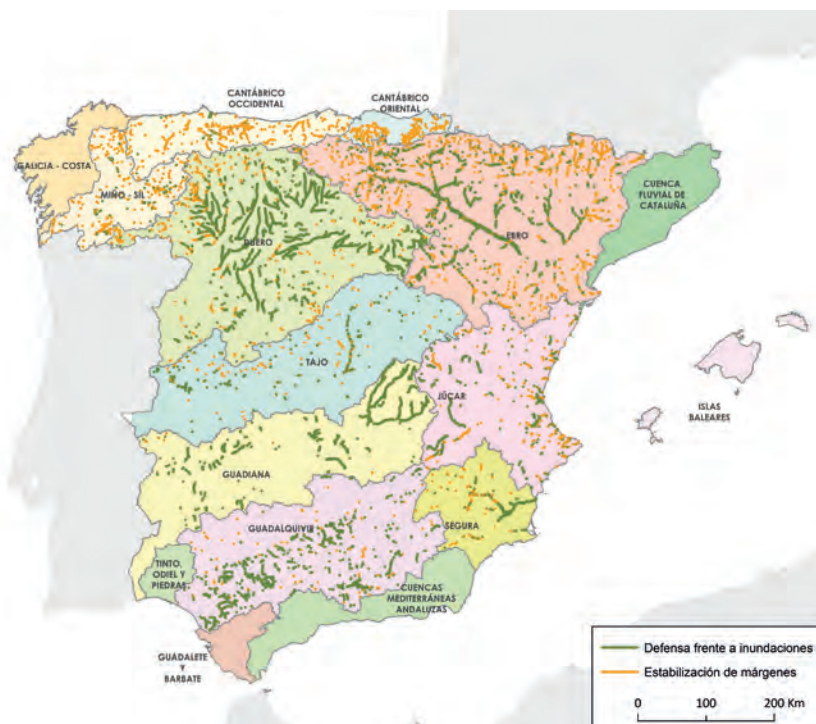 CANTÁBRICO
OCCIDENTAL
CANTÁBRICO
ORIENTAL
GALICIA - COSTA
MIÑO - SIL
DUERO
EBRO
CUENCA
FLUVIAL DE
CATALUÑA
TAJO
JÚCAR
ISLAS
BALEARES
GUADIANA
GUADALQUIVIR
SEGURA
TINTO,
ODIEL Y
PIEDRAS
CUENCAS
MEDITERRÁNEAS
ANDALUZAS
GUADALETE
Y
BARBATE
Defensa frente a inundaciones
Estabilización de márgenes
0 100 200 Km